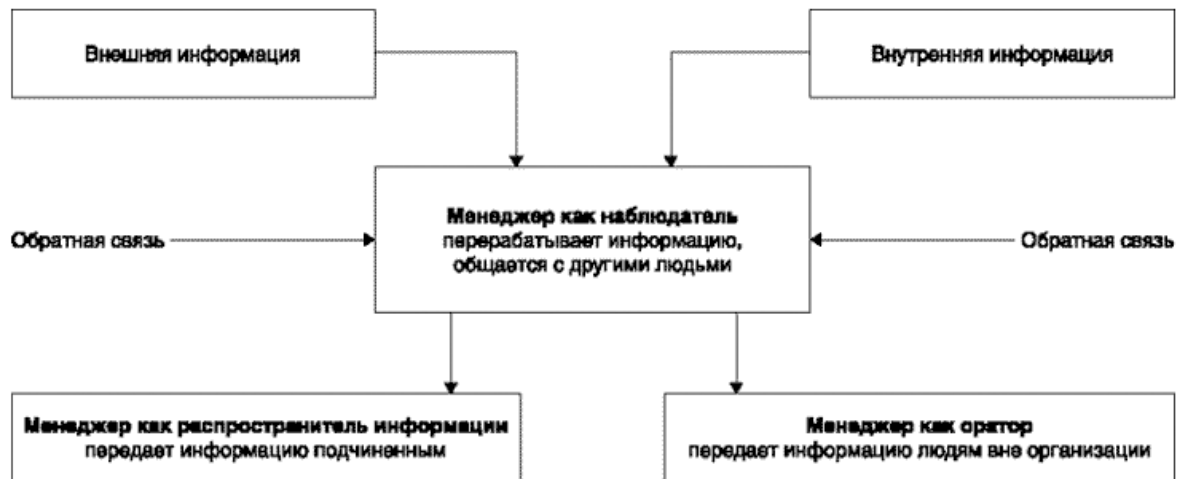 Внешняя информация
Внутренняя информация
Менеджер как наблюдатель
перерабатывает информацию,
общается с другими людьми
Обратная связь
Обратная связь
Менеджер как распространитель информации
передает информацию подчиненным
Менеджер как оратор
передает информацию людям вне организации